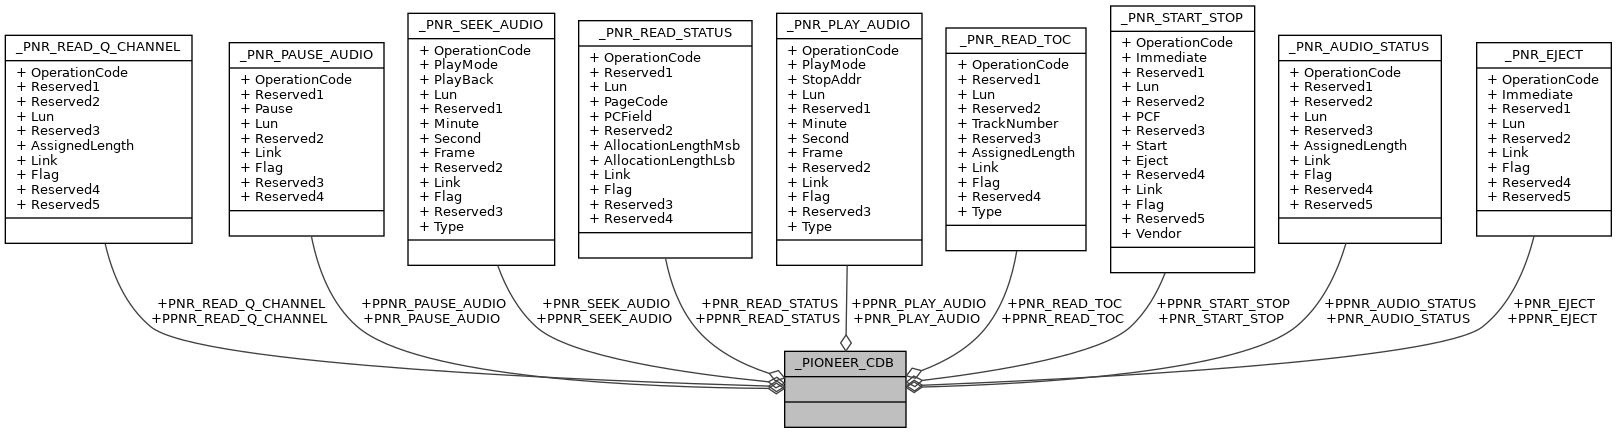 _PNR_READ_Q_CHANNEL
+ OperationCode
+ Reserved1
+ Reserved2
+ Lun
+ Reserved3
+ AssignedLength
+ Link
+ Flag
+ Reserved4
+ Reserved5
_PNR_PAUSE_AUDIO
+ OperationCode
+ Reserved1
+ Pause
+ Lun
+ Reserved2
+ Link
+ Flag
+ Reserved3
+ Reserved4
_PNR_SEEK_AUDIO
+ OperationCode
+ PlayMode
+ PlayBack
+ Lun
+ Reserved1
+ Minute
+ Second
+ Frame
+ Reserved2
+ Link
+ Flag
+ Reserved3
+ Type
_PNR_READ_STATUS
+ OperationCode
+ Reserved1
+ Lun
+ PageCode
+ PCField
+ Reserved2
+ AllocationLengthMsb
+ AllocationLengthLsb
+ Link
+ Flag
+ Reserved3
+ Reserved4
_PNR_PLAY_AUDIO
+ OperationCode
+ PlayMode
+ StopAddr
+ Lun
+ Reserved1
+ Minute
+ Second
+ Frame
+ Reserved2
+ Link
+ Flag
+ Reserved3
+ Type
_PNR_READ_TOC
+ OperationCode
+ Reserved1
+ Lun
+ Reserved2
+ TrackNumber
+ Reserved3
+ AssignedLength
+ Link
+ Flag
+ Reserved4
+ Type
_PNR_START_STOP
+ OperationCode
+ Immediate
+ Reserved1
+ Lun
+ Reserved2
+ PCF
+ Reserved3
+ Start
+ Eject
+ Reserved4
+ Link
+ Flag
+ Reserved5
+ Vendor
_PNR_AUDIO_STATUS
+ OperationCode
+ Reserved1
+ Reserved2
+ Lun
+ Reserved3
+ AssignedLength
+ Link
+ Flag
+ Reserved4
+ Reserved5
_PNR_EJECT
+ OperationCode
+ Immediate
+ Reserved1
+ Lun
+ Reserved2
+ Link
+ Flag
+ Reserved4
+ Reserved5
+PNR_READ_Q_CHANNEL
+PPNR_READ_Q_CHANNEL
+PPNR_PAUSE_AUDIO
+PNR_PAUSE_AUDIO
+PNR_SEEK_AUDIO
+PPNR_SEEK_AUDIO
+PNR_READ_STATUS
+PPNR_READ_STATUS
+PPNR_PLAY_AUDIO
+PNR_PLAY_AUDIO
+PNR_READ_TOC
+PPNR_READ_TOC
+PPNR_START_STOP
+PNR_START_STOP
+PPNR_AUDIO_STATUS
+PNR_AUDIO_STATUS
+PNR_EJECT
+PPNR_EJECT
_PIONEER_CDB